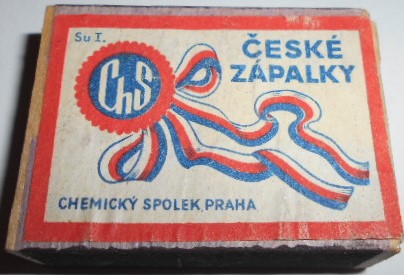 Su I.
ChS
ČESKÉ
ZÁPALKY
CHEMICKÝ SPOLEK, PRAHA